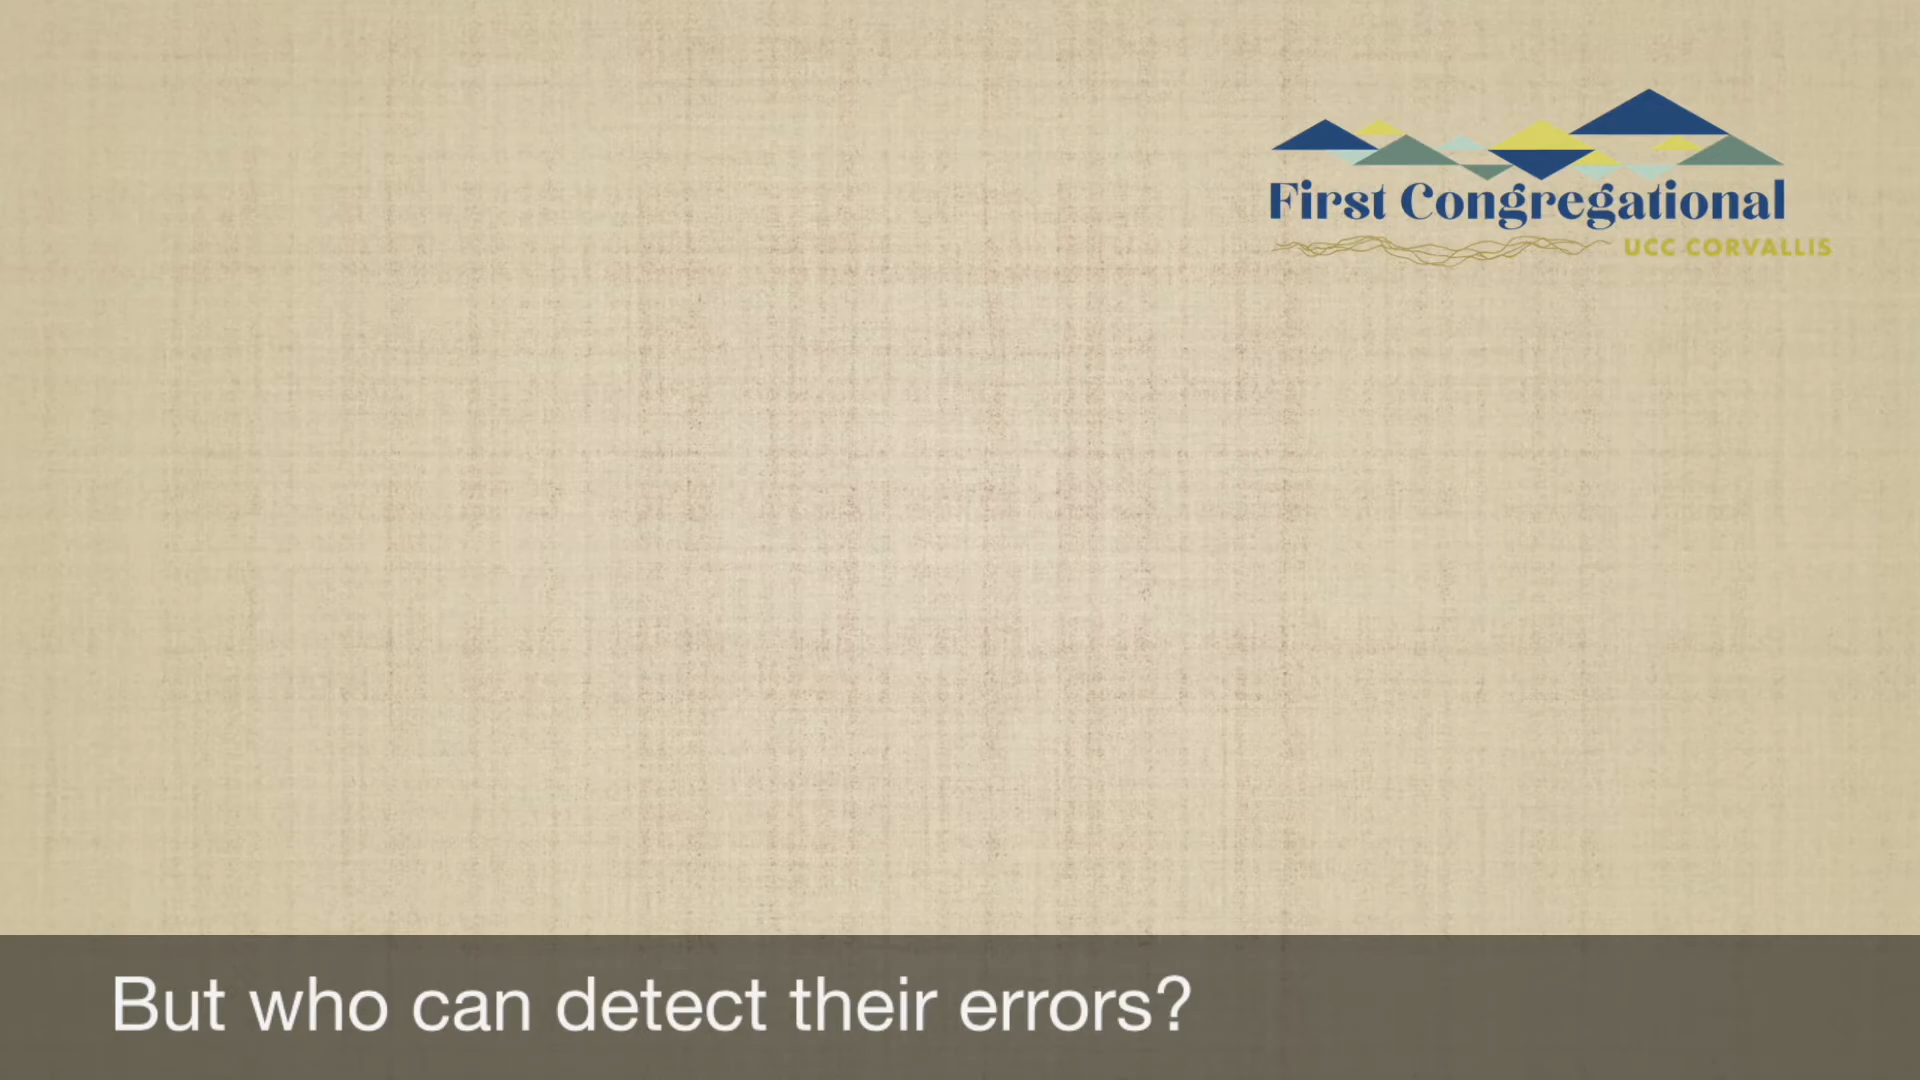 First Congregational
UCC CORVALLIS
But who can detect their errors?